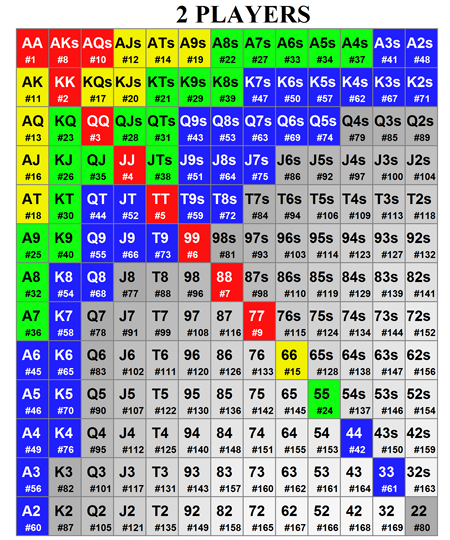 2 PLAYERS
AA AKs AQs AJs ATs A9s A8s A7s A6s A5s A4s A3s A2s
#1 #8 #10 #12 #14 #19 #22 #27 #33 #34 #37 #41 #48
AK KK KQs KJs KTs K9s K8s K7s K6s K5s K4s K3s K2s
#11 #2 #17 #20 #21 #29 #39 #47 #50 #57 #62 #67 #71
AQ KQ QQ QJs QTs Q9s Q8s Q7s Q6s Q5s Q4s Q3s Q2s
#13 #23 #3 #28 #31 #43 #53 #63 #69 #74 #79 #85 #89
AJ KJ QJ JJ JTs J9s J8s J7s J6s J5s J4s J3s J2s
#16 #26 #35 #4 #38 #51 #64 #75 #86 #92 #97 #100 #104
AT KT QT JT TT T9s T8s T7s T6s T5s T4s T3s T2s
#18 #30 #44 #52 #5 #59 #72 #84 #94 #106 #108 #113 #118
A9 K9 Q9 J9 T9 99 98s 97s 96s 95s 94s 93s 92s
#25 #40 #55 #66 #73 #6 #81 #93 #103 #114 #123 #127 #132
A8 K8 Q8 J8 T8 98 88 87s 86s 85s 84s 83s 82s
#32 #54 #68 #77 #88 #96 #7 #98 #110 #119 #129 #139 #141
A7 K7 Q7 J7 T7 97 87 77 76s 75s 74s 73s 72s
#36 #58 #78 #91 #99 #108 #116 #9 #115 #124 #134 #144 #152
A6 K6 Q6 J6 T6 96 86 76 66 65s 64s 63s 62s
#45 #65 #83 #102 #111 #120 #126 #133 #15 #128 #138 #147 #156
A5 K5 Q5 J5 T5 95 85 75 65 55 54s 53s 52s
#46 #70 #90 #107 #122 #130 #136 #142 #145 #24 #137 #146 #154
A4 K4 Q4 J4 T4 94 84 74 64 54 44 43s 42s
#49 #76 #95 #112 #125 #140 #148 #151 #155 #153 #42 #150 #159
A3 K3 Q3 J3 T3 93 83 73 63 53 43 33 32s
#56 #82 #101 #117 #131 #143 #157 #160 #162 #161 #164 #61 #163
A2 K2 Q2 J2 T2 92 82 72 62 52 42 32 22
#60 #87 #105 #121 #135 #149 #158 #165 #167 #166 #168 #169 #80